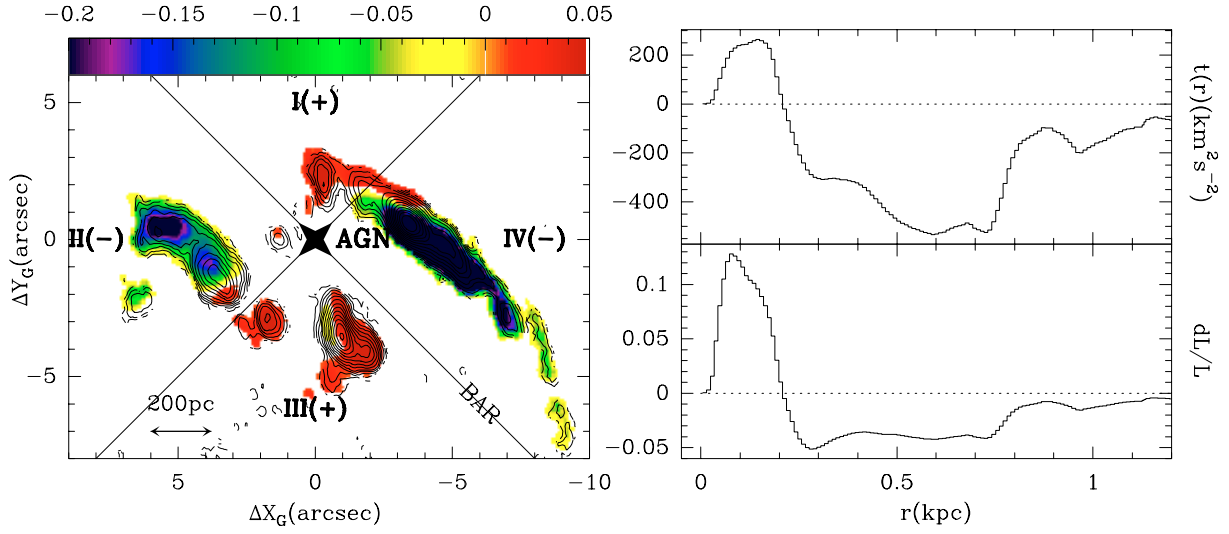 -0.2 -0.15 -0.1 -0.05 0 0.05
I(+)
II(-)
AGN
IV(-)
III(+)
BAR
200pc
5
0
-5
ΔY_G(arcsec)
5 0 -5 -10
ΔX_G(arcsec)
200
0
-200
-400
t(r)(km² s⁻²)
0.1
0.05
0
-0.05
dL/L
0 0.5 1
r(kpc)